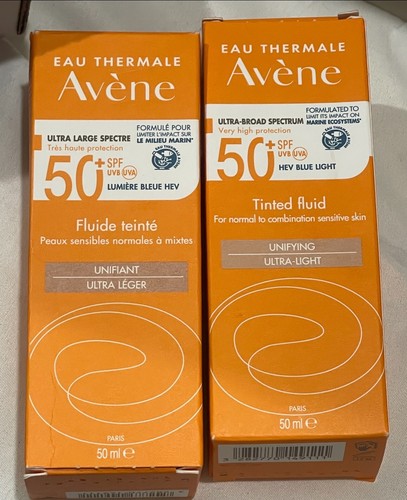 EAU THERMALE
Avène
ULTRA LARGE SPECTRE
Très haute protection
FORMULÉ POUR
LIMITER L'IMPACT SUR
LE MILIEU MARIN*
50+ SPF
UVB UVA
LUMIÈRE BLEUE HEV
Fluide teinté
Peaux sensibles normales à mixtes
UNIFIANT
ULTRA LÉGER
PARIS
50 ml e
EAU THERMALE
Avène
ULTRA-BROAD SPECTRUM
Very high protection
FORMULATED TO
LIMIT ITS IMPACT ON
MARINE ECOSYSTEMS*
50+ SPF
UVB UVA
HEV BLUE LIGHT
Tinted fluid
For normal to combination sensitive skin
UNIFYING
ULTRA-LIGHT
PARIS
50 ml e